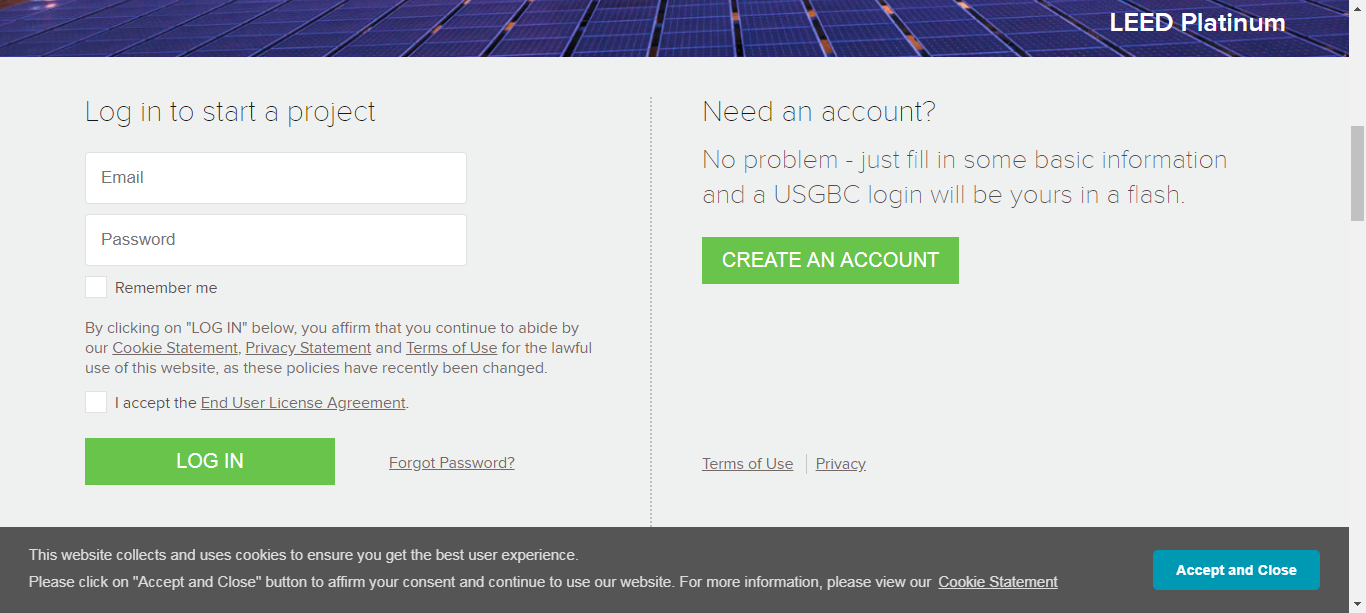 LEED Platinum
Log in to start a project
Email
Password
Remember me
By clicking on "LOG IN" below, you affirm that you continue to abide by
our Cookie Statement, Privacy Statement and Terms of Use for the lawful
use of this website, as these policies have recently been changed.
I accept the End User License Agreement.
LOG IN
Forgot Password?
Need an account?
No problem - just fill in some basic information
and a USGBC login will be yours in a flash.
CREATE AN ACCOUNT
Terms of Use
Privacy
This website collects and uses cookies to ensure you get the best user experience.
Please click on "Accept and Close" button to affirm your consent and continue to use our website. For more information, please view our Cookie Statement
Accept and Close